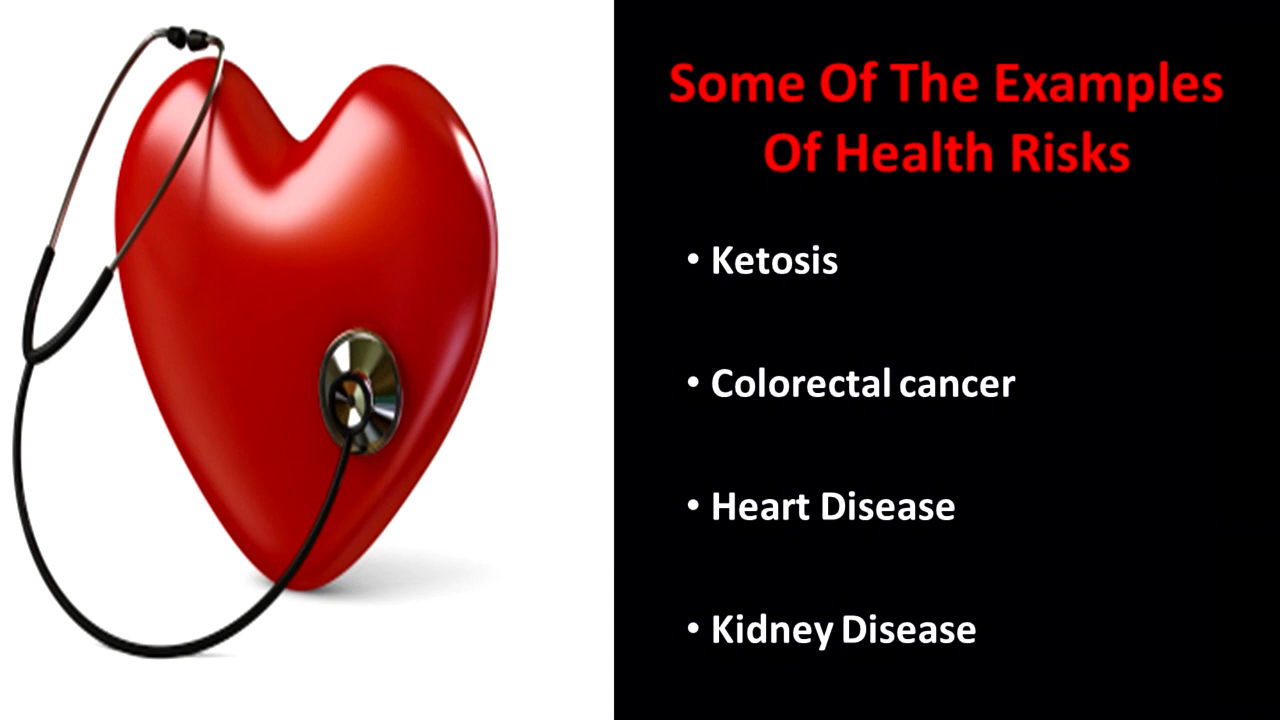 Some Of The Examples
Of Health Risks
• Ketosis
• Colorectal cancer
• Heart Disease
• Kidney Disease